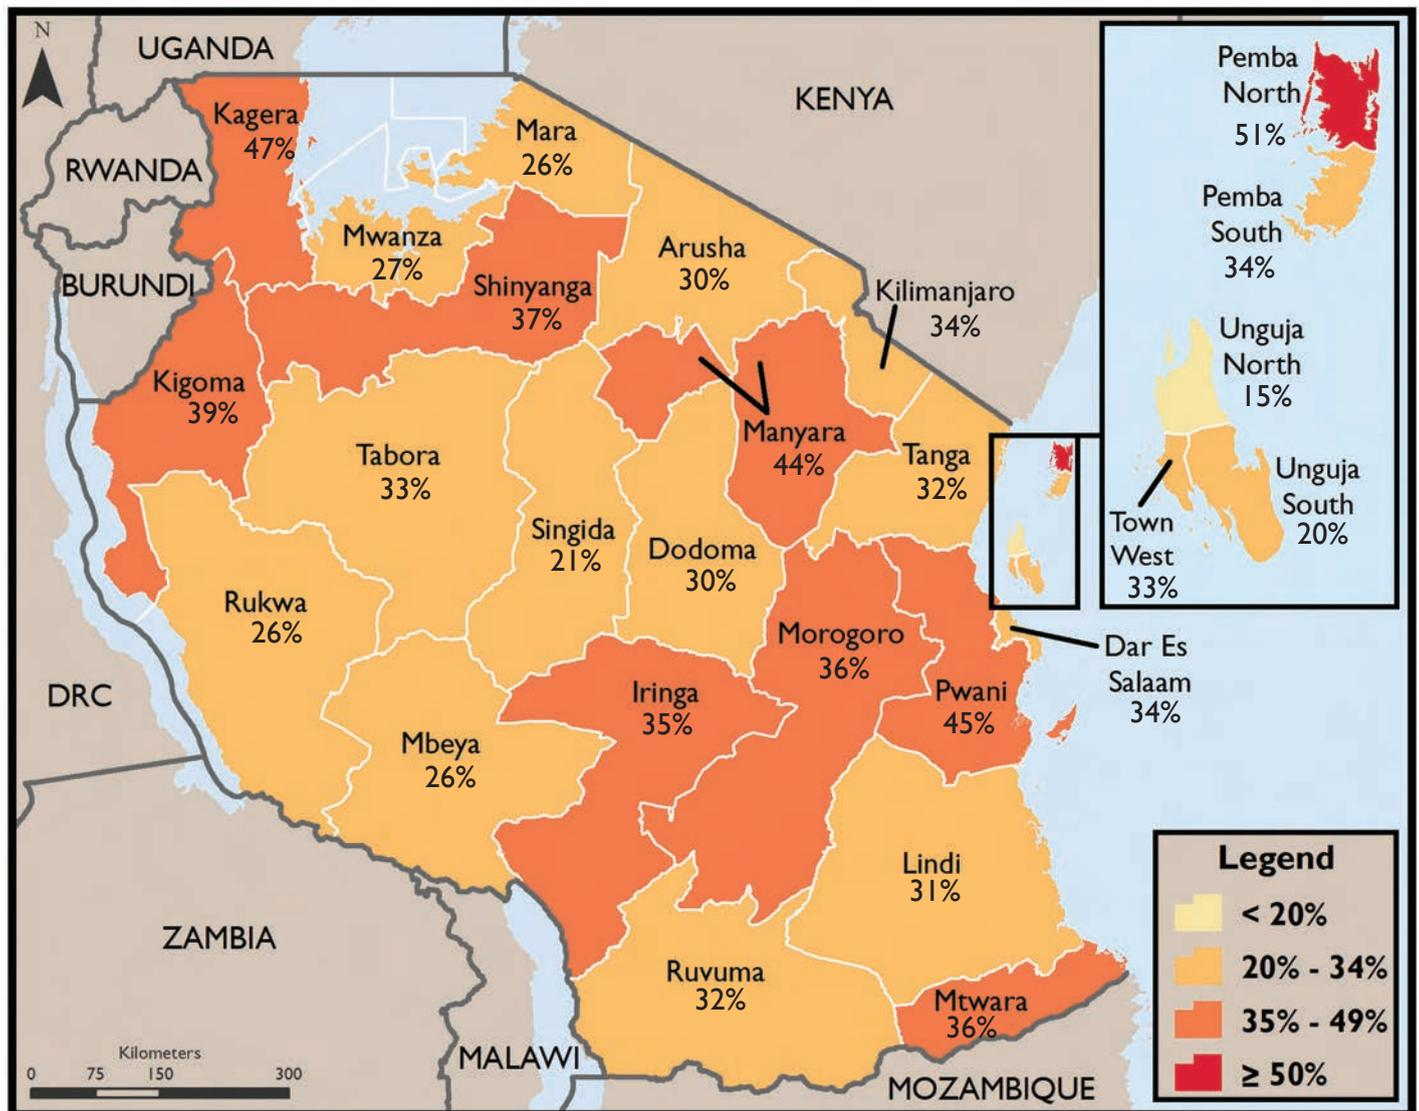 N
UGANDA
KENYA
RWANDA
BURUNDI
DRC
ZAMBIA
MALAWI
MOZAMBIQUE
Kagera
47%
Mara
26%
Mwanza
27%
Shinyanga
37%
Arusha
30%
Kilimanjaro
34%
Kigoma
39%
Tabora
33%
Singida
21%
Dodoma
30%
Manyara
44%
Tanga
32%
Rukwa
26%
Mbeya
26%
Iringa
35%
Morogoro
36%
Pwani
45%
Dar Es
Salaam
34%
Lindi
31%
Ruvuma
32%
Mtwara
36%
Pemba
North
51%
Pemba
South
34%
Unguja
North
15%
Unguja
South
20%
Town
West
33%
Kilometers
0 75 150 300
Legend
< 20%
20% - 34%
35% - 49%
≥ 50%